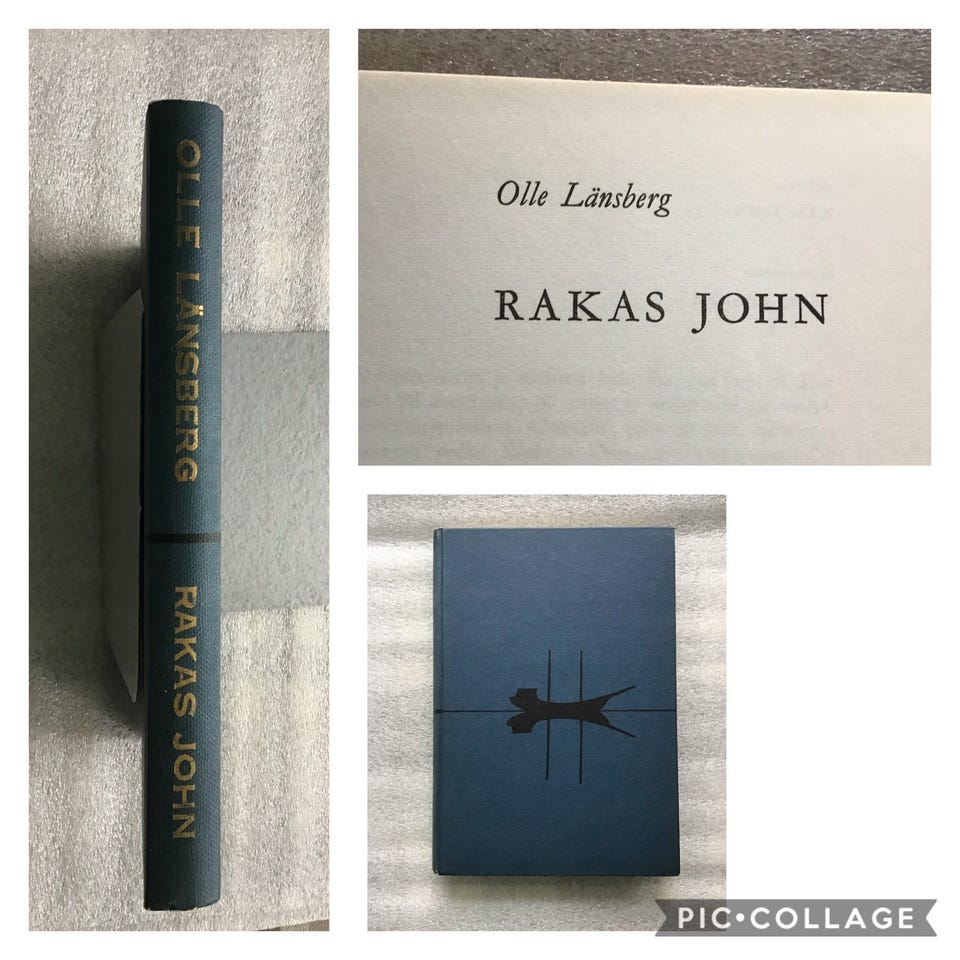 OLLE LÄNSBERG
RAKAS JOHN
Olle Länsberg
RAKAS JOHN
PIC•COLLAGE